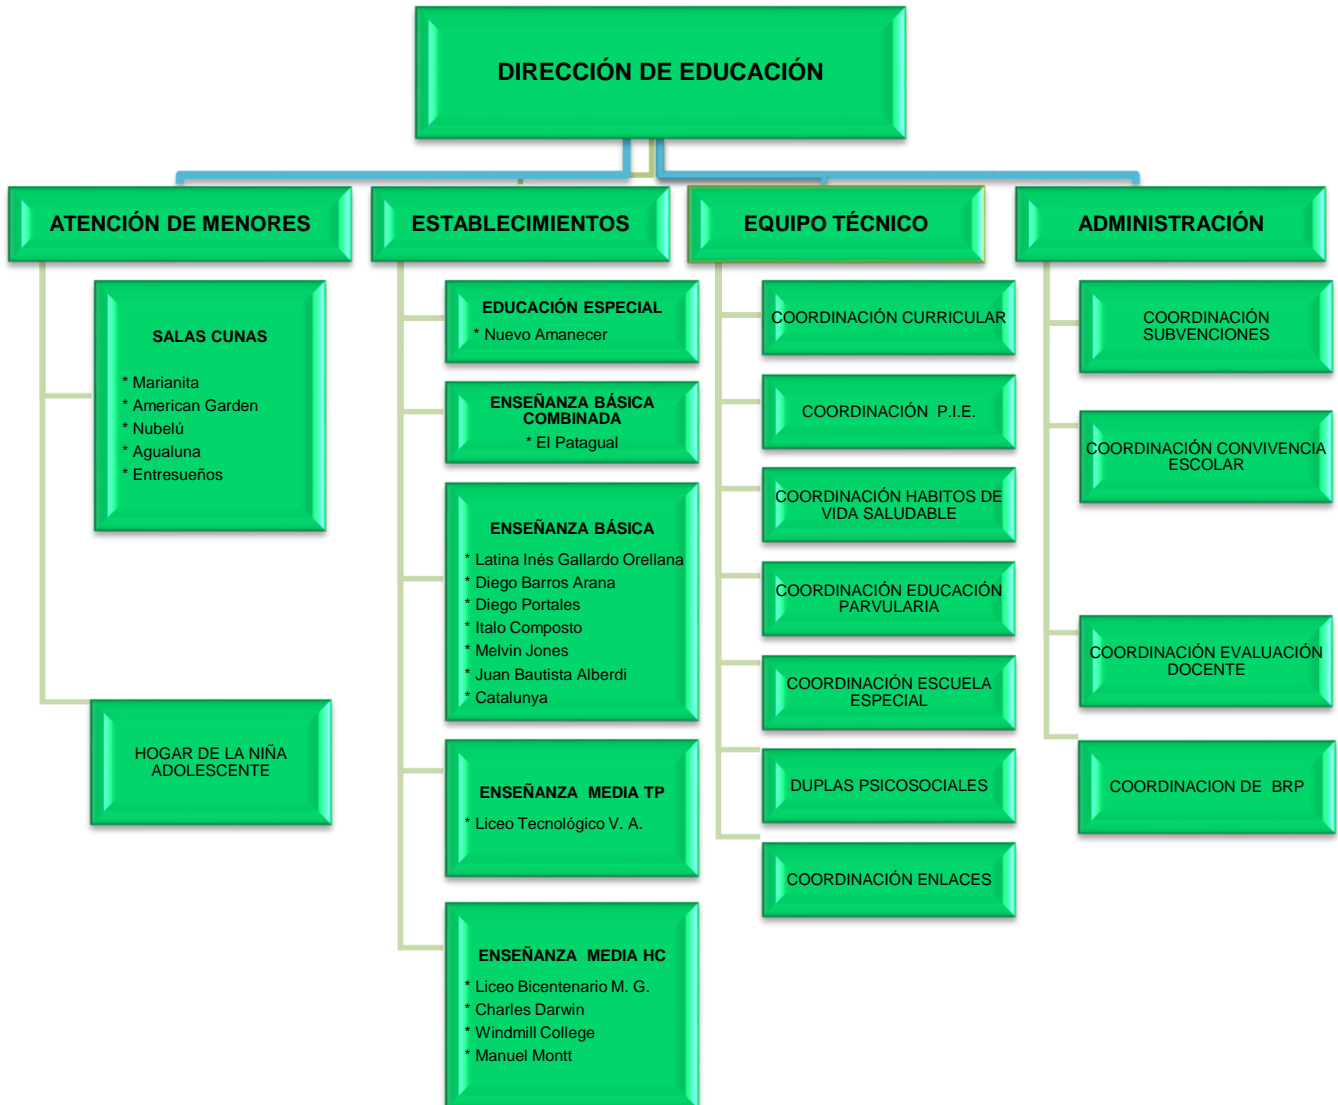 DIRECCIÓN DE EDUCACIÓN
ATENCIÓN DE MENORES
SALAS CUNAS
* Marianita
* American Garden
* Nubelú
* Agualuna
* Entresueños
HOGAR DE LA NIÑA
ADOLESCENTE
ESTABLECIMIENTOS
EDUCACIÓN ESPECIAL
* Nuevo Amanecer
ENSEÑANZA BÁSICA
COMBINADA
* El Patagual
ENSEÑANZA BÁSICA
* Latina Inés Gallardo Orellana
* Diego Barros Arana
* Diego Portales
* Italo Composto
* Melvin Jones
* Juan Bautista Alberdi
* Catalunya
ENSEÑANZA MEDIA TP
* Liceo Tecnológico V. A.
ENSEÑANZA MEDIA HC
* Liceo Bicentenario M. G.
* Charles Darwin
* Windmill College
* Manuel Montt
EQUIPO TÉCNICO
COORDINACIÓN CURRICULAR
COORDINACIÓN P.I.E.
COORDINACIÓN HABITOS DE
VIDA SALUDABLE
COORDINACIÓN EDUCACIÓN
PARVULARIA
COORDINACIÓN ESCUELA
ESPECIAL
DUPLAS PSICOSOCIALES
COORDINACIÓN ENLACES
ADMINISTRACIÓN
COORDINACIÓN
SUBVENCIONES
COORDINACIÓN CONVIVENCIA
ESCOLAR
COORDINACIÓN EVALUACIÓN
DOCENTE
COORDINACION DE BRP